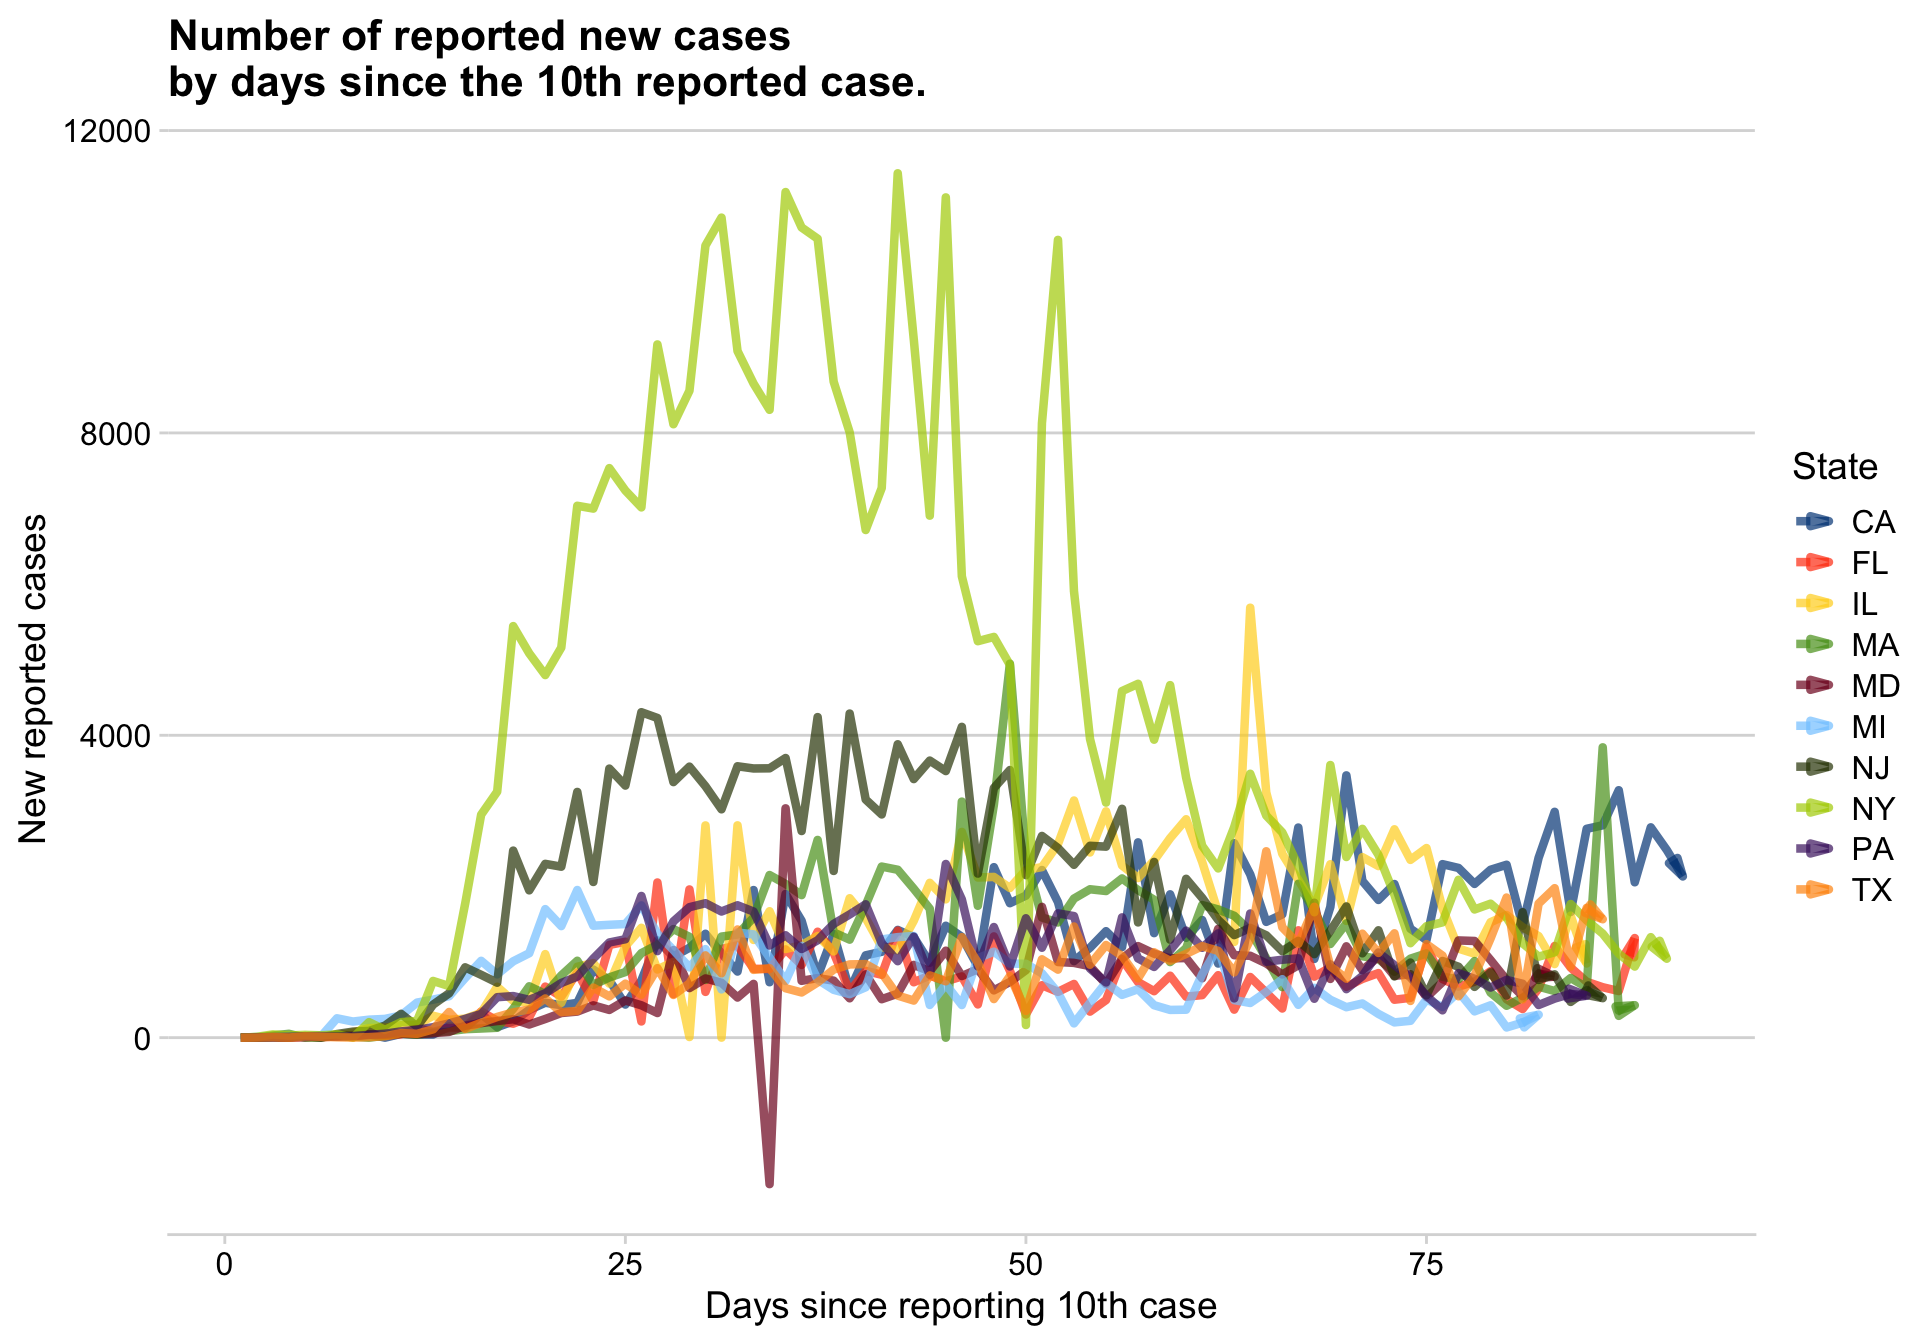 Number of reported new cases
by days since the 10th reported case.
12000
8000
4000
0
New reported cases
0
25
50
75
Days since reporting 10th case
State
CA
FL
IL
MA
MD
MI
NJ
NY
PA
TX